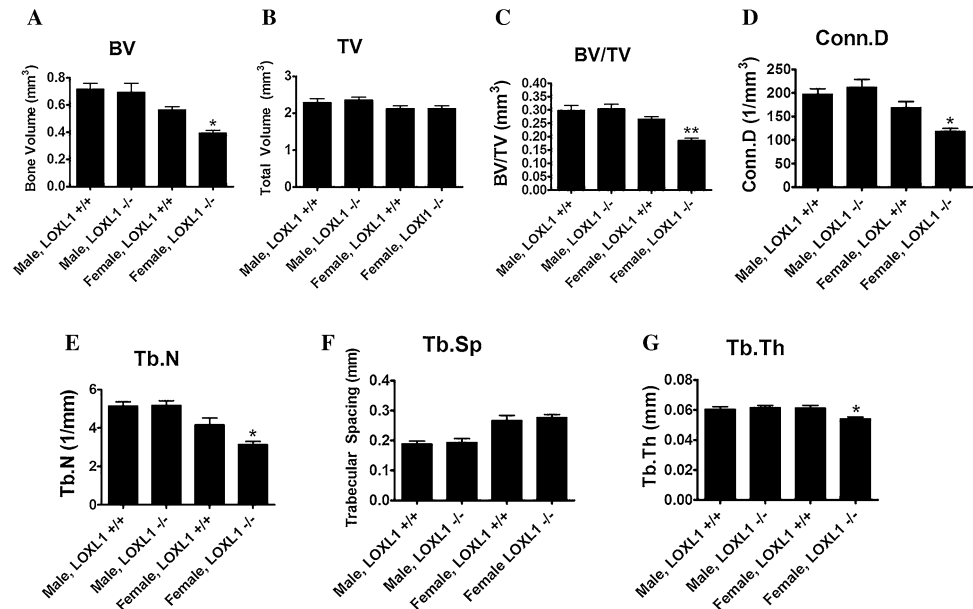 A
BV
Bone Volume (mm³)
0.8
0.6
0.4
0.2
0.0
*
Male, LOXL1 +/+
Male, LOXL1 -/-
Female, LOXL1 +/+
Female, LOXL1 -/-
B
TV
Total Volume (mm³)
3
2
1
0
Male, LOXL1 +/+
Male, LOXL1 -/-
Female, LOXL1 +/+
Female, LOXl1 -/-
C
BV/TV
BV/TV (mm³)
0.40
0.35
0.30
0.25
0.20
0.15
0.10
0.05
0.00
**
Male, LOXL1 +/+
Male, LOXL1 -/-
Female, LOXL1 +/+
Female, LOXL1 -/-
D
Conn.D
Conn.D (1/mm³)
250
200
150
100
50
0
*
Male, LOXL1 +/+
Male, LOXL1 -/-
Female, LOXL +/+
Female, LOXL1 -/-
E
Tb.N
Tb.N (1/mm)
6
4
2
0
*
Male, LOXL1 +/+
Male, LOXL1 -/-
Female, LOXL1 +/+
Female, LOXL1 -/-
F
Tb.Sp
Trabecular Spacing (mm)
0.4
0.3
0.2
0.1
0.0
Male, LOXL1 +/+
Male, LOXL1 -/-
Female, LOXL1 +/+
Female LOXL1 -/-
G
Tb.Th
Tb.Th (mm)
0.08
0.06
0.04
0.02
0.00
*
Male, LOXL1 +/+
Male, LOXL1 -/-
Female, LOXL1 +/+
Female, LOXL1 -/-